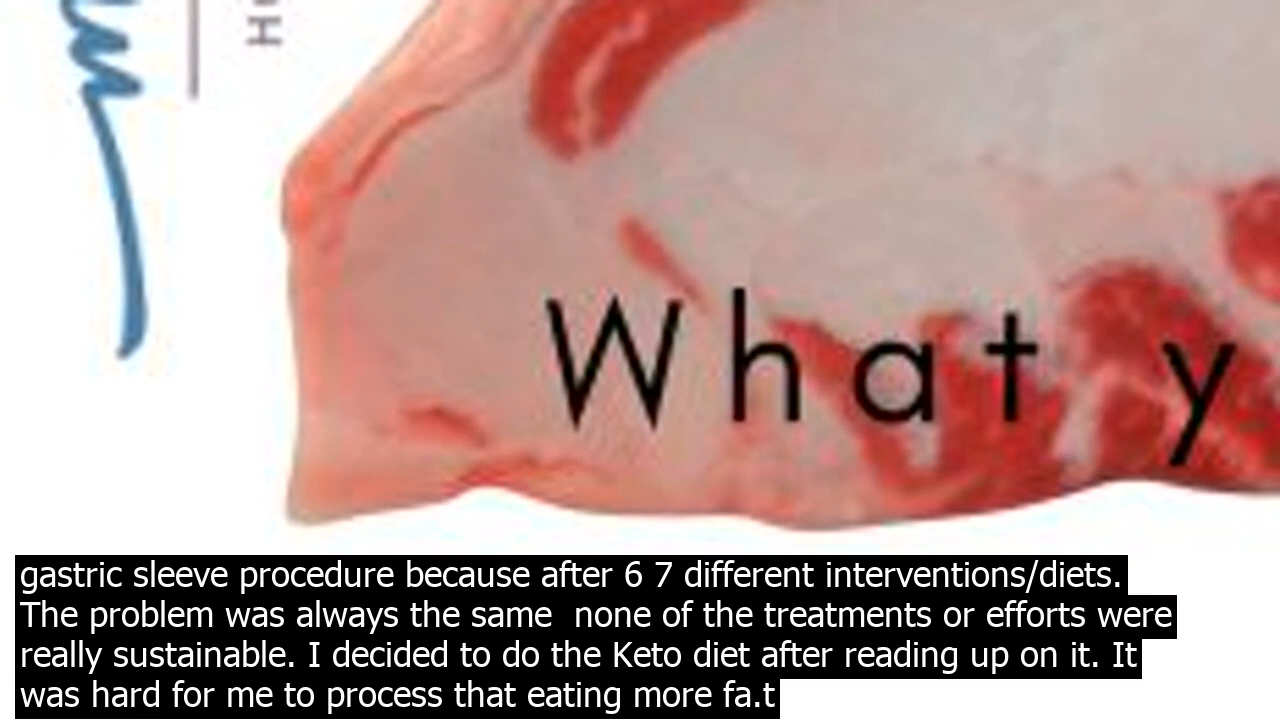 H
What y
gastric sleeve procedure because after 6 7 different interventions/diets.
The problem was always the same  none of the treatments or efforts were
really sustainable. I decided to do the Keto diet after reading up on it. It
was hard for me to process that eating more fa.t